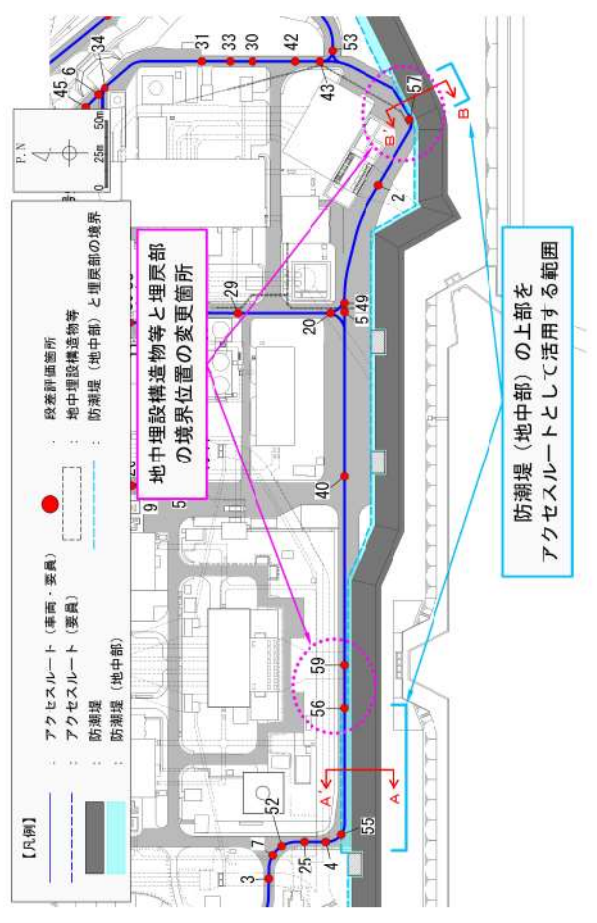 【凡例】
: アクセスルート（車両・要員）
: アクセスルート（要員）
: 防潮堤
: 防潮堤（地中部）
: 段差評価箇所
: 地中埋設構造物等
: 防潮堤（地中部）と埋戻部の境界
P.N
0 25m 50m
地中埋設構造物等と埋戻部
の境界位置の変更箇所
防潮堤（地中部）の上部を
アクセスルートとして活用する範囲
3
7
52
25
4
55
A'
A
56
59
40
9
5
20
5
49
29
2
57
B'
B
B
43
53
42
30
33
31
34
6
45